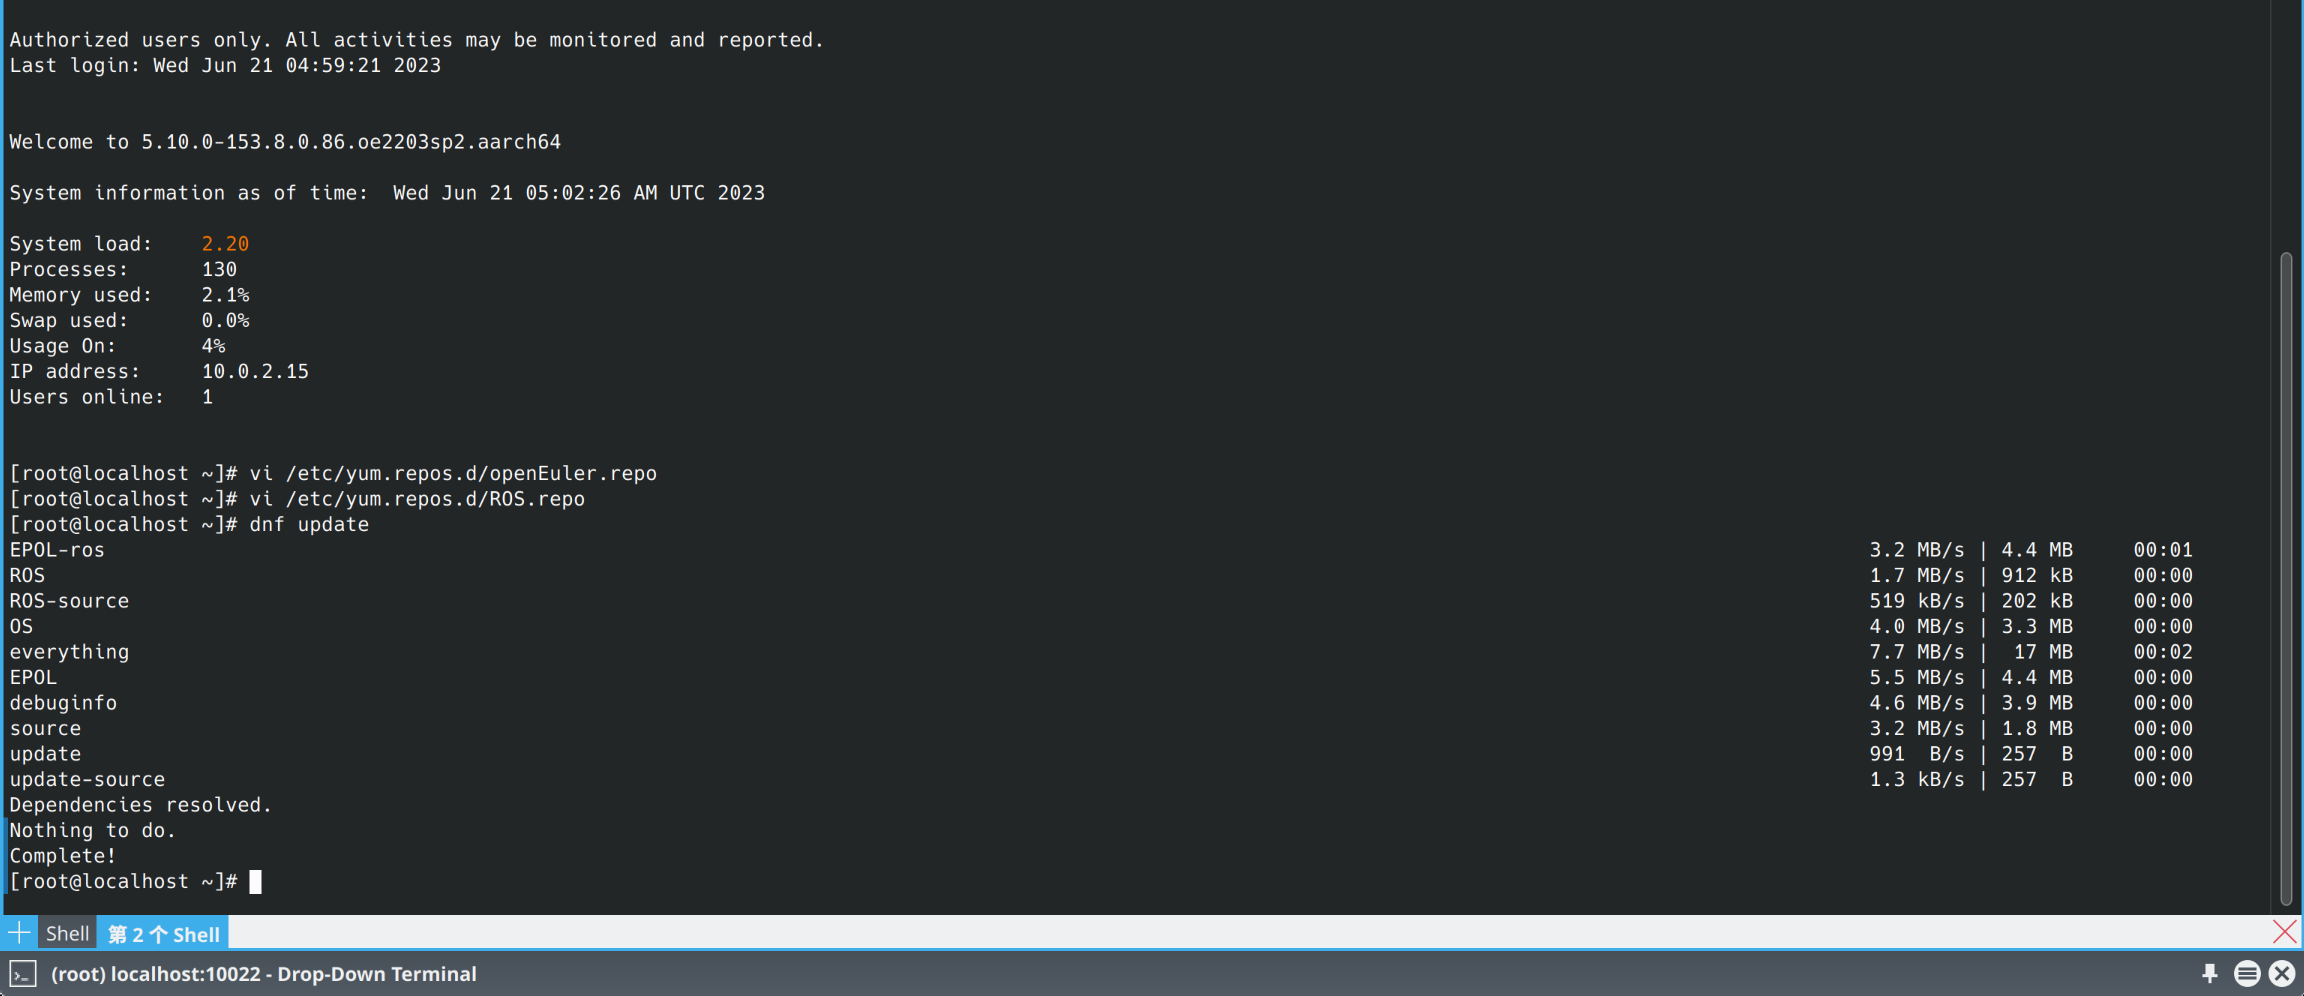 Authorized users only. All activities may be monitored and reported.
Last login: Wed Jun 21 04:59:21 2023
Welcome to 5.10.0-153.8.0.86.oe2203sp2.aarch64
System information as of time:  Wed Jun 21 05:02:26 AM UTC 2023
System load:    2.20
Processes:      130
Memory used:    2.1%
Swap used:      0.0%
Usage On:       4%
IP address:     10.0.2.15
Users online:   1
[root@localhost ~]# vi /etc/yum.repos.d/openEuler.repo
[root@localhost ~]# vi /etc/yum.repos.d/ROS.repo
[root@localhost ~]# dnf update
EPOL-ros 3.2 MB/s | 4.4 MB     00:01
ROS 1.7 MB/s | 912 kB     00:00
ROS-source 519 kB/s | 202 kB     00:00
OS 4.0 MB/s | 3.3 MB     00:00
everything 7.7 MB/s |  17 MB     00:02
EPOL 5.5 MB/s | 4.4 MB     00:00
debuginfo 4.6 MB/s | 3.9 MB     00:00
source 3.2 MB/s | 1.8 MB     00:00
update 991  B/s | 257  B     00:00
update-source 1.3 kB/s | 257  B     00:00
Dependencies resolved.
Nothing to do.
Complete!
[root@localhost ~]#
Shell 第 2 个 Shell
(root) localhost:10022 - Drop-Down Terminal